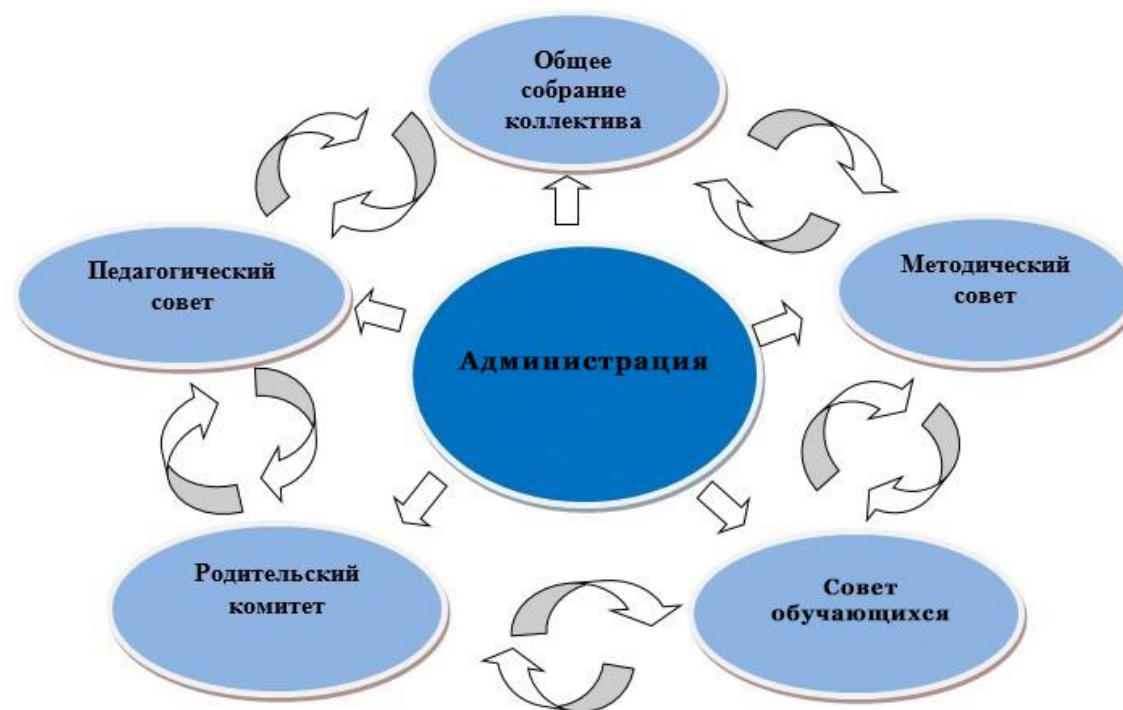 Общее
собрание
коллектива
Педагогический
совет
Методический
совет
Администрация
Родительский
комитет
Совет
обучающихся